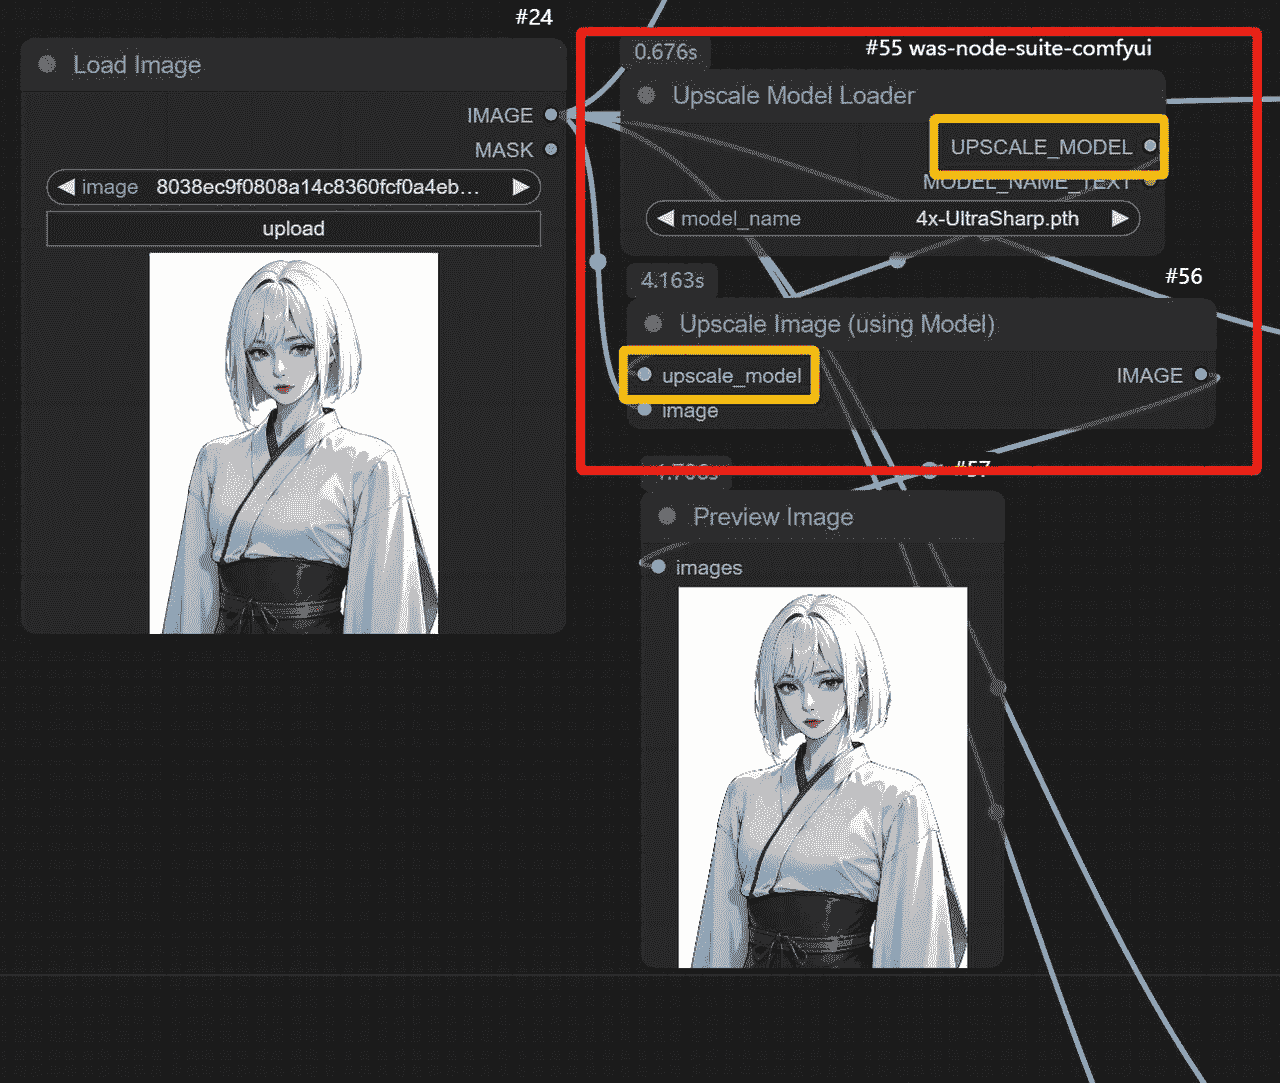 #24
Load Image
IMAGE
MASK
image 8038ec9f0808a14c8360fcf0a4eb...
upload
0.676s
#55 was-node-suite-comfyui
Upscale Model Loader
UPSCALE_MODEL
MODEL_NAME_TEXT
model_name 4x-UltraSharp.pth
4.163s
#56
Upscale Image (using Model)
upscale_model
IMAGE
image
#57
Preview Image
images